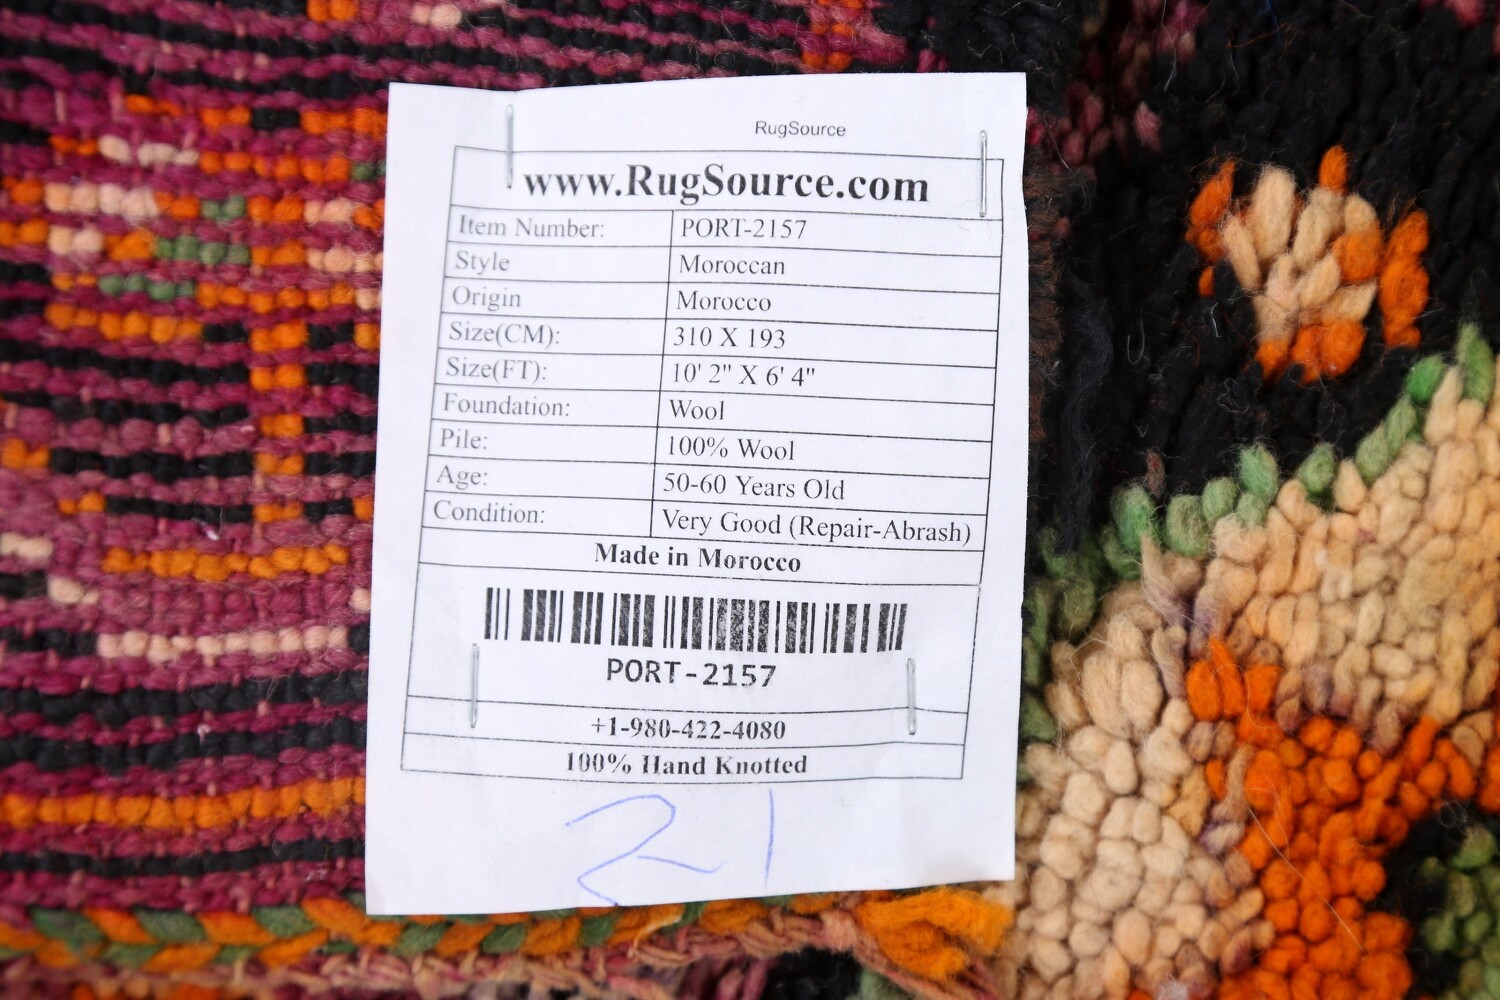 RugSource
www.RugSource.com
Item Number: PORT-2157
Style Moroccan
Origin Morocco
Size(CM): 310 X 193
Size(FT): 10' 2" X 6' 4"
Foundation: Wool
Pile: 100% Wool
Age: 50-60 Years Old
Condition: Very Good (Repair-Abrash)
Made in Morocco
PORT-2157
+1-980-422-4080
100% Hand Knotted
21